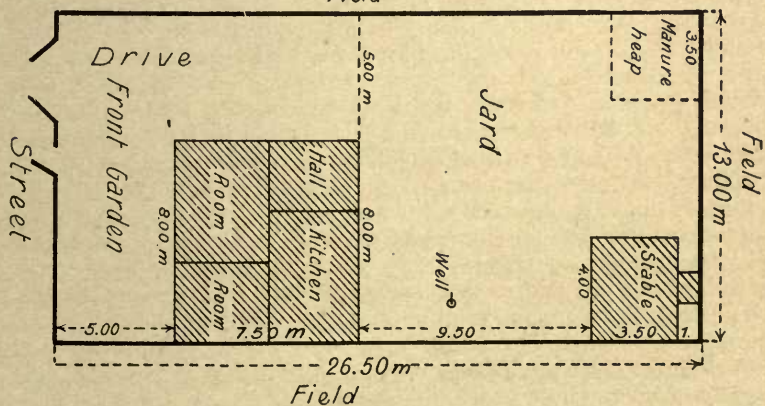 Field
Drive
Front Garden
Street
500 m
Jard
3.50
Manure
heap
Field
13.00 m
Hall
Room
Kitchen
Room
8.00 m
8.00 m
Well
4.00
Stable
5.00
7.50 m
9.50
3.50
1.
26.50 m
Field